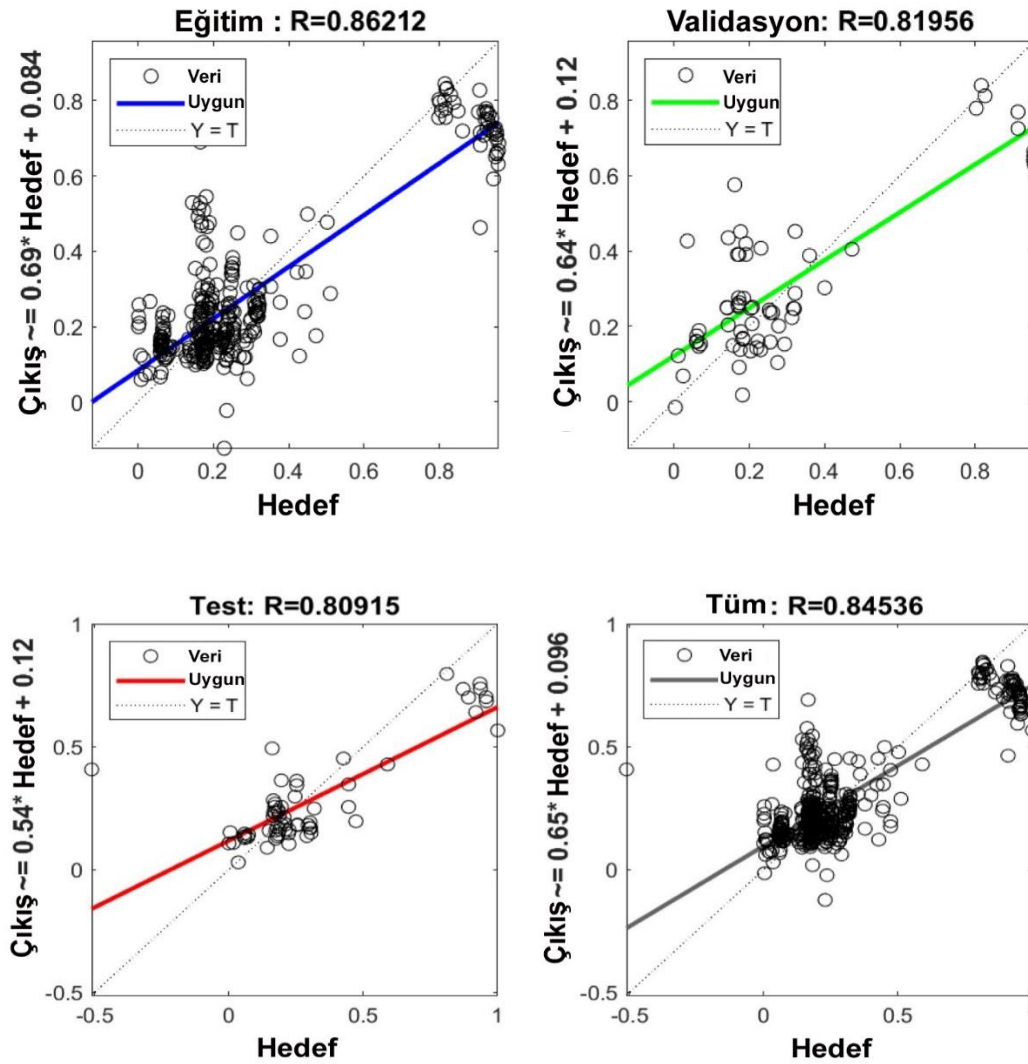 Eğitim : R=0.86212
Çıkış ~= 0.69* Hedef + 0.084
Veri
Uygun
Y = T
0.8
0.6
0.4
0.2
0
0
0.2
0.4
0.6
0.8
Hedef
Validasyon: R=0.81956
Çıkış ~= 0.64* Hedef + 0.12
Veri
Uygun
Y = T
0.8
0.6
0.4
0.2
0
0
0.2
0.4
0.6
0.8
Hedef
Test: R=0.80915
Çıkış ~= 0.54* Hedef + 0.12
Veri
Uygun
Y = T
1
0.5
0
-0.5
-0.5
0
0.5
1
Hedef
Tüm : R=0.84536
Çıkış ~= 0.65* Hedef + 0.096
Veri
Uygun
Y = T
1
0.5
0
-0.5
-0.5
0
0.5
1
Hedef